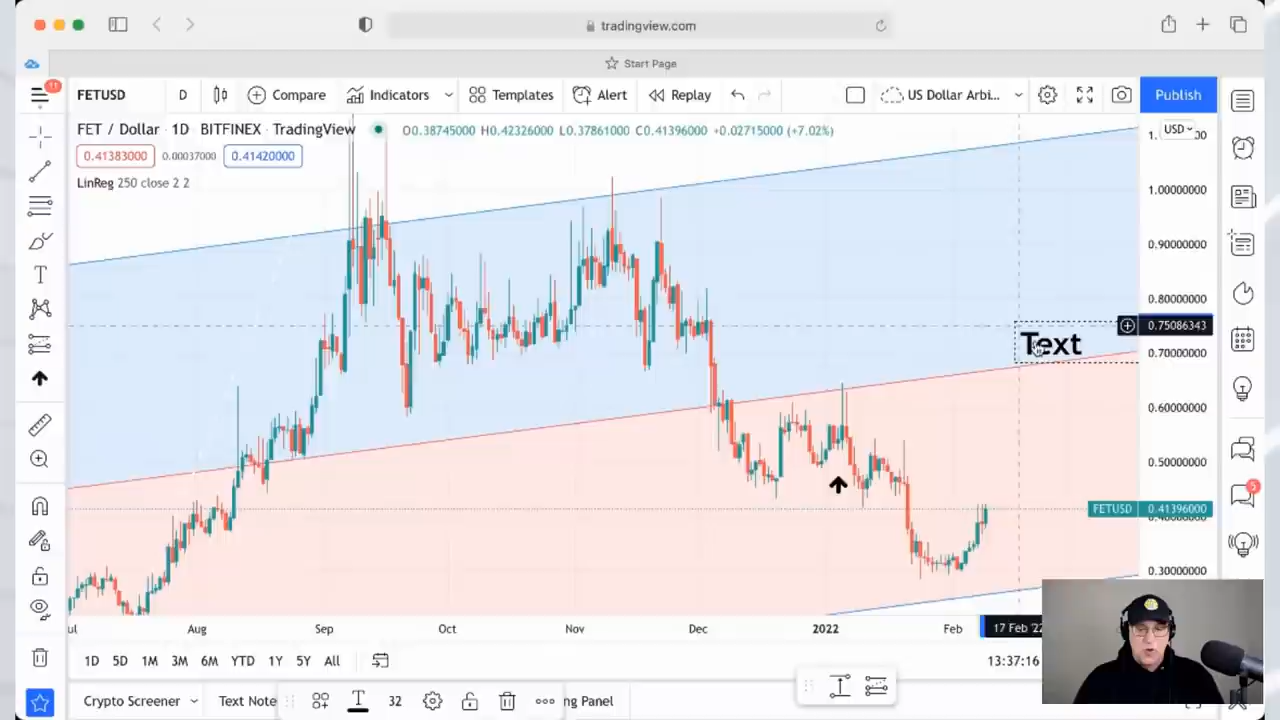 tradingview.com
Start Page
11
FETUSD
D
Compare
Indicators
Templates
Alert
Replay
US Dollar Arbi...
Publish
FET / Dollar · 1D BITFINEX · TradingView
O0.38745000 H0.42326000 L0.37861000 C0.41396000 +0.02715000 (+7.02%)
USD
0.41383000
0.00037000
0.41420000
LinReg 250 close 2 2
1.00000000
0.90000000
0.80000000
0.75086343
Text
0.70000000
0.60000000
0.50000000
5
FETUSD 0.41396000
0.30000000
Aug
Sep
Oct
Nov
Dec
2022
Feb
17 Feb '22
1D
5D
1M
3M
6M
YTD
1Y
5Y
All
13:37:16
Crypto Screener
Text Note
T
32
ng Panel